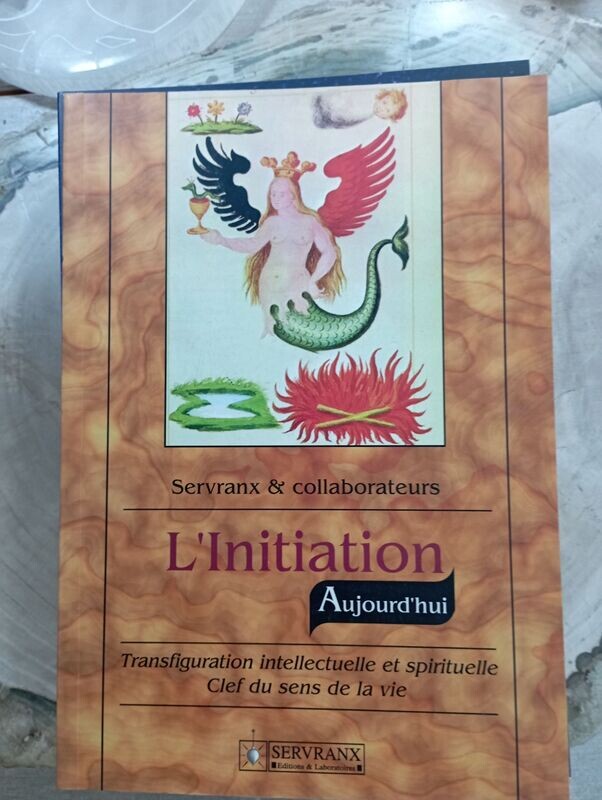 Servranx & collaborateurs
L'Initiation
Aujourd'hui
Transfiguration intellectuelle et spirituelle
Clef du sens de la vie
SERVRANX
Editions & Laboratoires